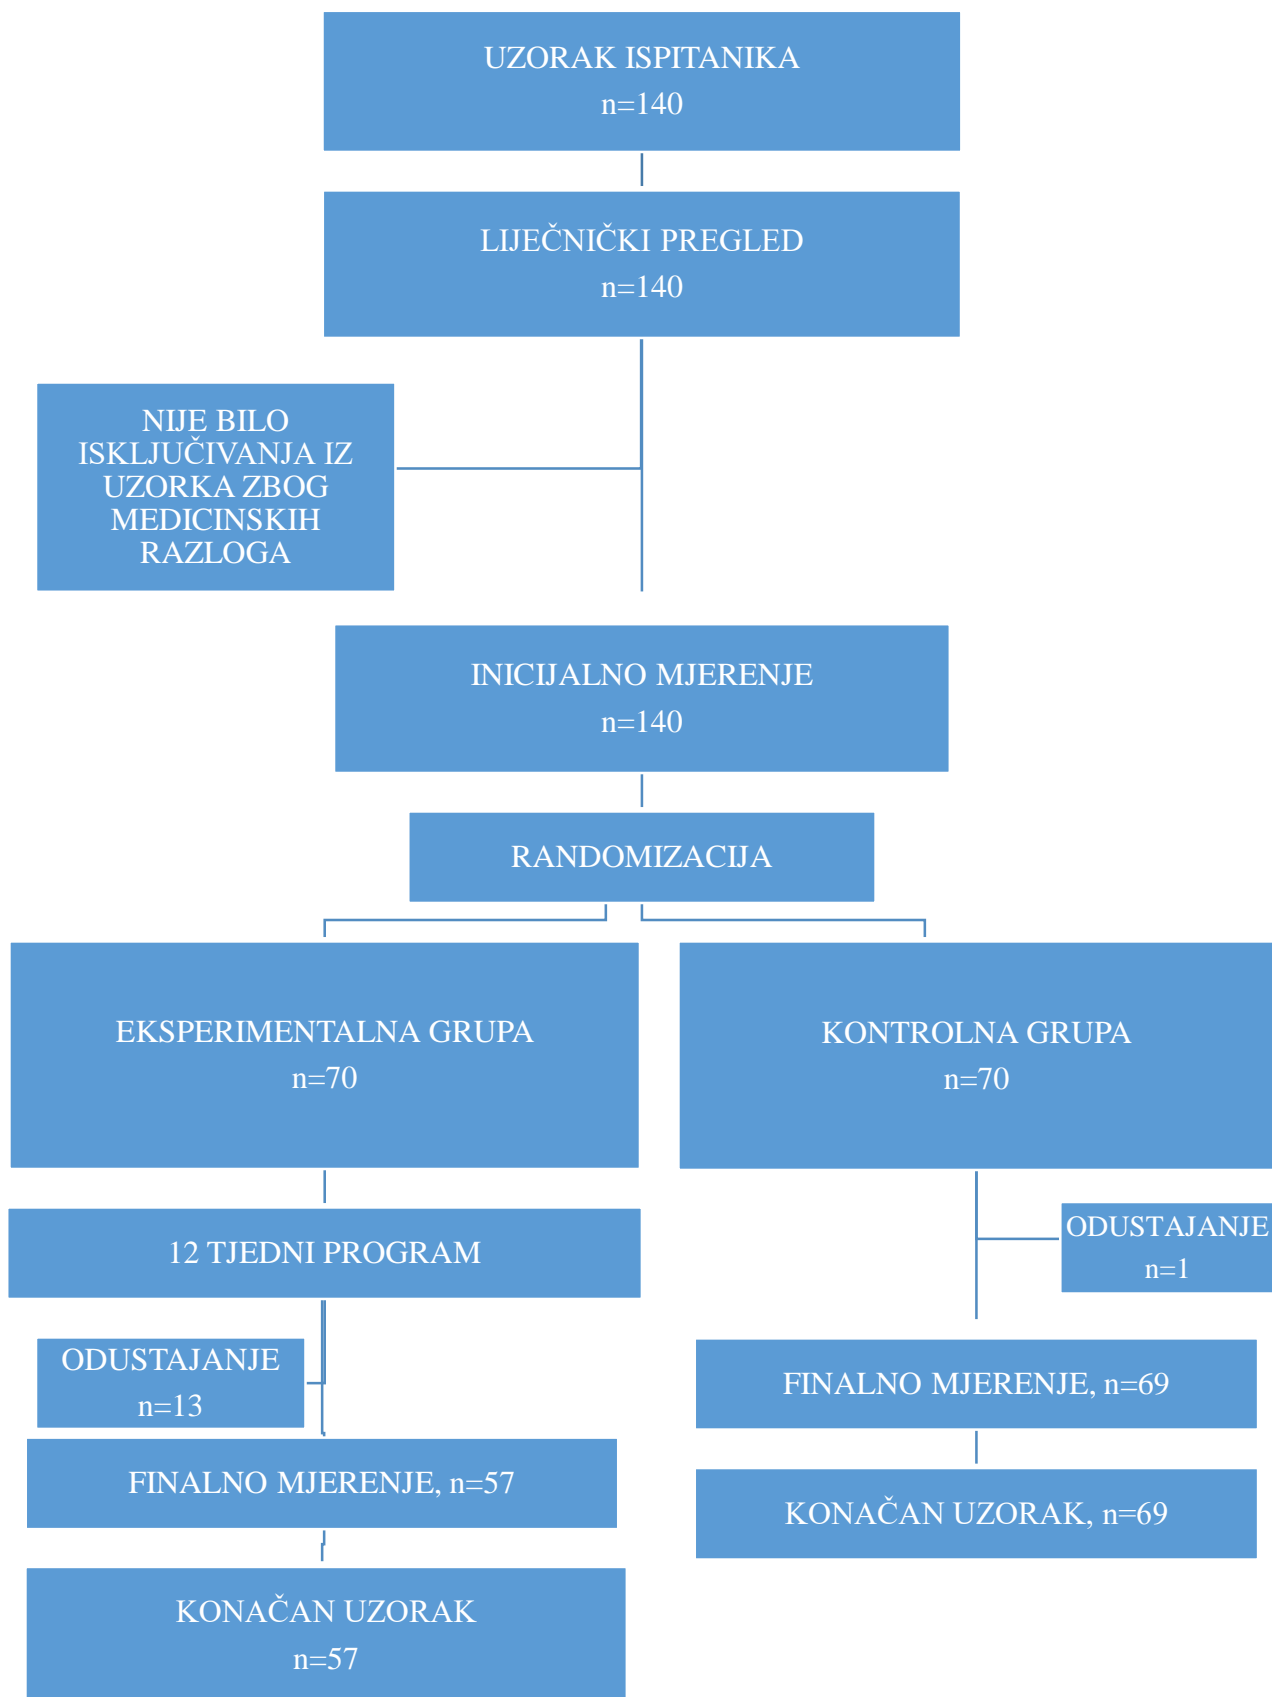 UZORAK ISPITANIKA
n=140
LIJEČNIČKI PREGLED
n=140
NIJE BILO
ISKLJUČIVANJA IZ
UZORKA ZBOG
MEDICINSKIH
RAZLOGA
INICIJALNO MJERENJE
n=140
RANDOMIZACIJA
EKSPERIMENTALNA GRUPA
n=70
KONTROLNA GRUPA
n=70
12 TJEDNI PROGRAM
ODUSTAJANJE
n=13
FINALNO MJERENJE, n=57
KONAČAN UZORAK
n=57
ODUSTAJANJE
n=1
FINALNO MJERENJE, n=69
KONAČAN UZORAK, n=69